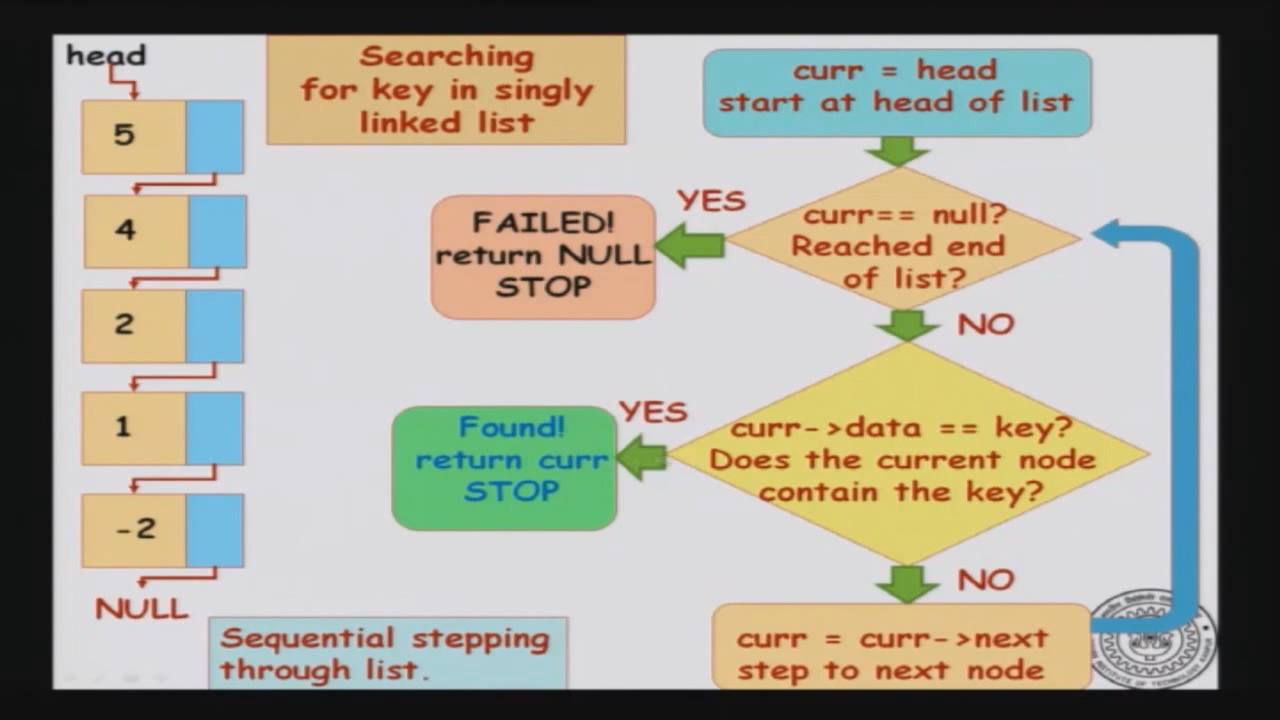 head
5
4
2
1
-2
NULL
Searching
for key in singly
linked list
curr = head
start at head of list
curr== null?
Reached end
of list?
YES
FAILED!
return NULL
STOP
NO
curr->data == key?
Does the current node
contain the key?
YES
Found!
return curr
STOP
NO
curr = curr->next
step to next node
Sequential stepping
through list.